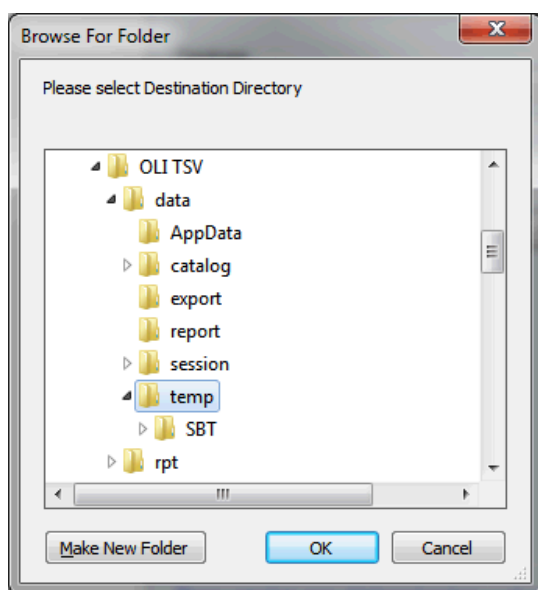 Browse For Folder
Please select Destination Directory
OLI TSV
data
AppData
catalog
export
report
session
temp
SBT
rpt
Make New Folder OK Cancel